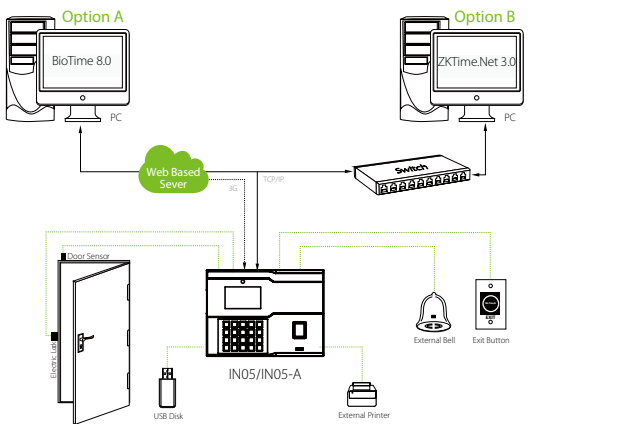 Option A
Option B
BioTime 8.0
ZKTime.Net 3.0
PC
PC
Web Based
Sever
3G
TCP/IP
Switch
Door Sensor
Electric Lock
IN05/IN05-A
External Bell
EXIT
Exit Button
USB Disk
External Printer